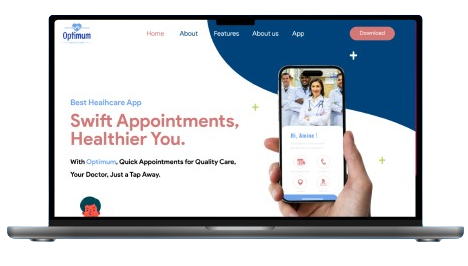 Optimum
Home About Features About us App Download
Best Healhcare App
Swift Appointments,
Healthier You.
With Optimum, Quick Appointments for Quality Care,
Your Doctor, Just a Tap Away.
Hi, Amine !